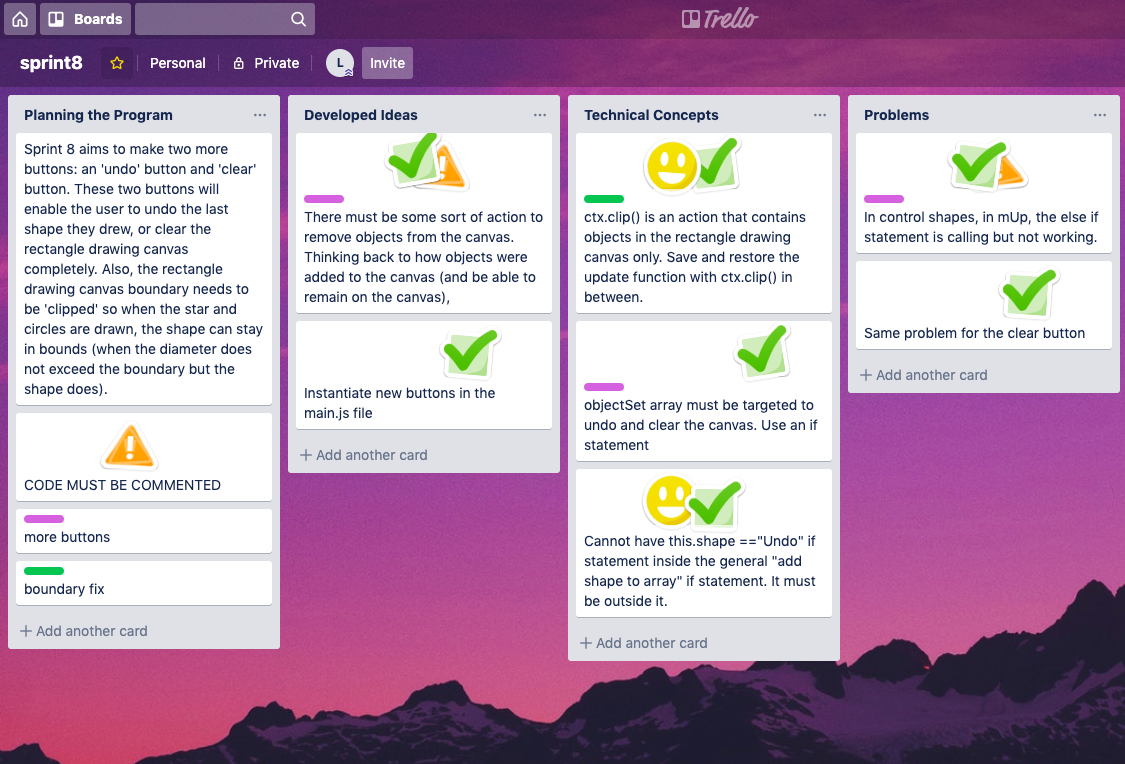 Boards
Trello
sprint8
Personal
Private
L
Invite
Planning the Program
Sprint 8 aims to make two more
buttons: an 'undo' button and 'clear'
button. These two buttons will
enable the user to undo the last
shape they drew, or clear the
rectangle drawing canvas
completely. Also, the rectangle
drawing canvas boundary needs to
be 'clipped' so when the star and
circles are drawn, the shape can stay
in bounds (when the diameter does
not exceed the boundary but the
shape does).
CODE MUST BE COMMENTED
more buttons
boundary fix
+ Add another card
Developed Ideas
There must be some sort of action to
remove objects from the canvas.
Thinking back to how objects were
added to the canvas (and be able to
remain on the canvas),
Instantiate new buttons in the
main.js file
+ Add another card
Technical Concepts
ctx.clip() is an action that contains
objects in the rectangle drawing
canvas only. Save and restore the
update function with ctx.clip() in
between.
objectSet array must be targeted to
undo and clear the canvas. Use an if
statement
Cannot have this.shape =="Undo" if
statement inside the general "add
shape to array" if statement. It must
be outside it.
+ Add another card
Problems
In control shapes, in mUp, the else if
statement is calling but not working.
Same problem for the clear button
+ Add another card